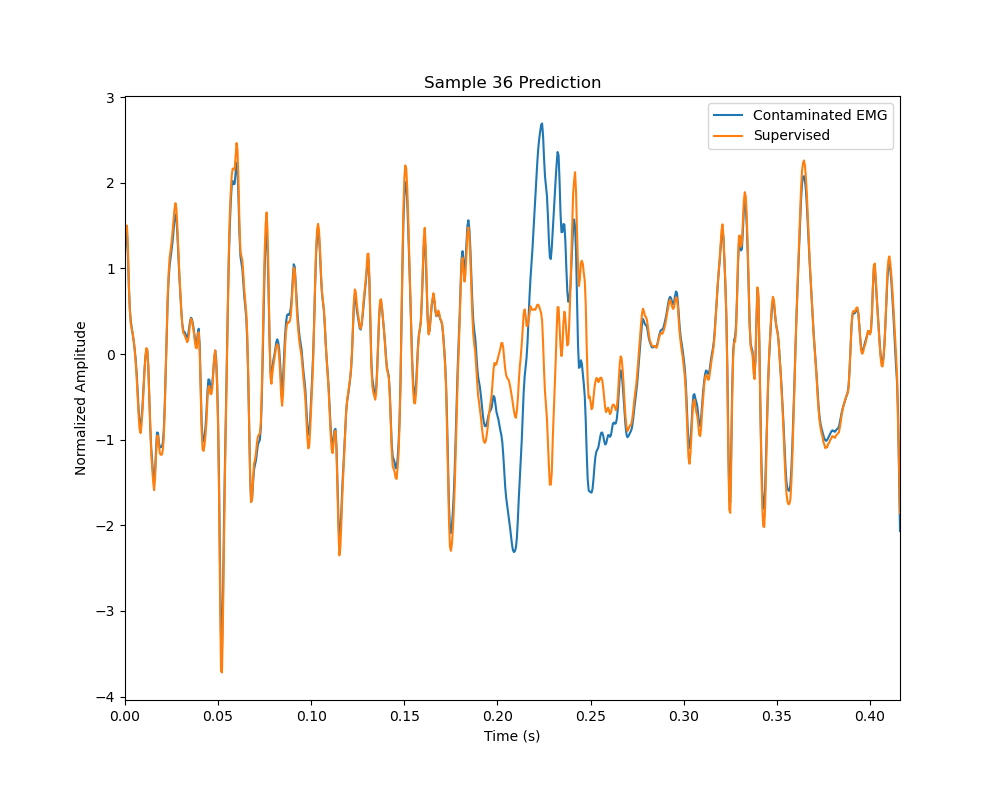 Sample 36 Prediction
Contaminated EMG
Supervised
Normalized Amplitude
3
2
1
0
−1
−2
−3
−4
0.00 0.05 0.10 0.15 0.20 0.25 0.30 0.35 0.40
Time (s)